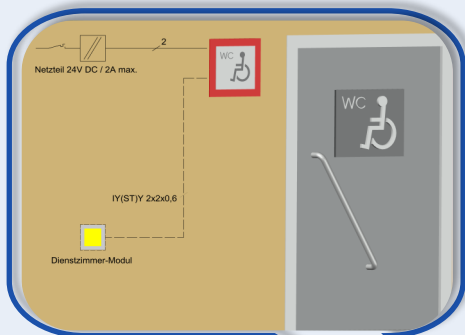 2
Netzteil 24V DC / 2A max.
WC
WC
IY(ST)Y 2x2x0,6
Dienstzimmer-Modul